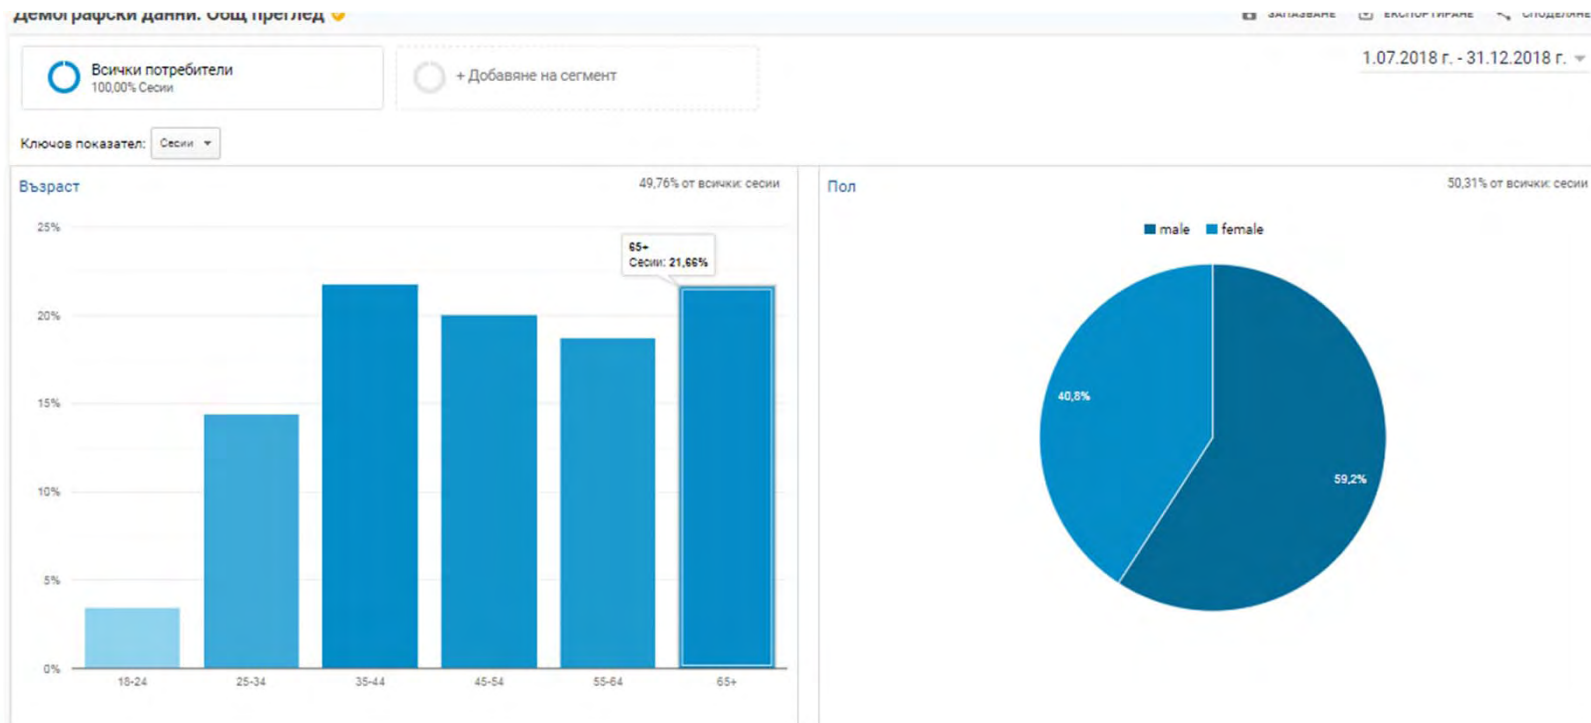 Демографски данни: Общ преглед
ЗАПАЗВАНЕ ЕКСПОРТИРАНЕ СПОДЕЛЯНЕ
Всички потребители
100,00% Сесии
+ Добавяне на сегмент
1.07.2018 г. - 31.12.2018 г.
Ключов показател: Сесии
Възраст
49,76% от всички: сесии
25%
20%
15%
10%
5%
0%
65+
Сесии: 21,66%
18-24 25-34 35-44 45-54 55-64 65+
Пол
50,31% от всички: сесии
male female
40,8%
59,2%